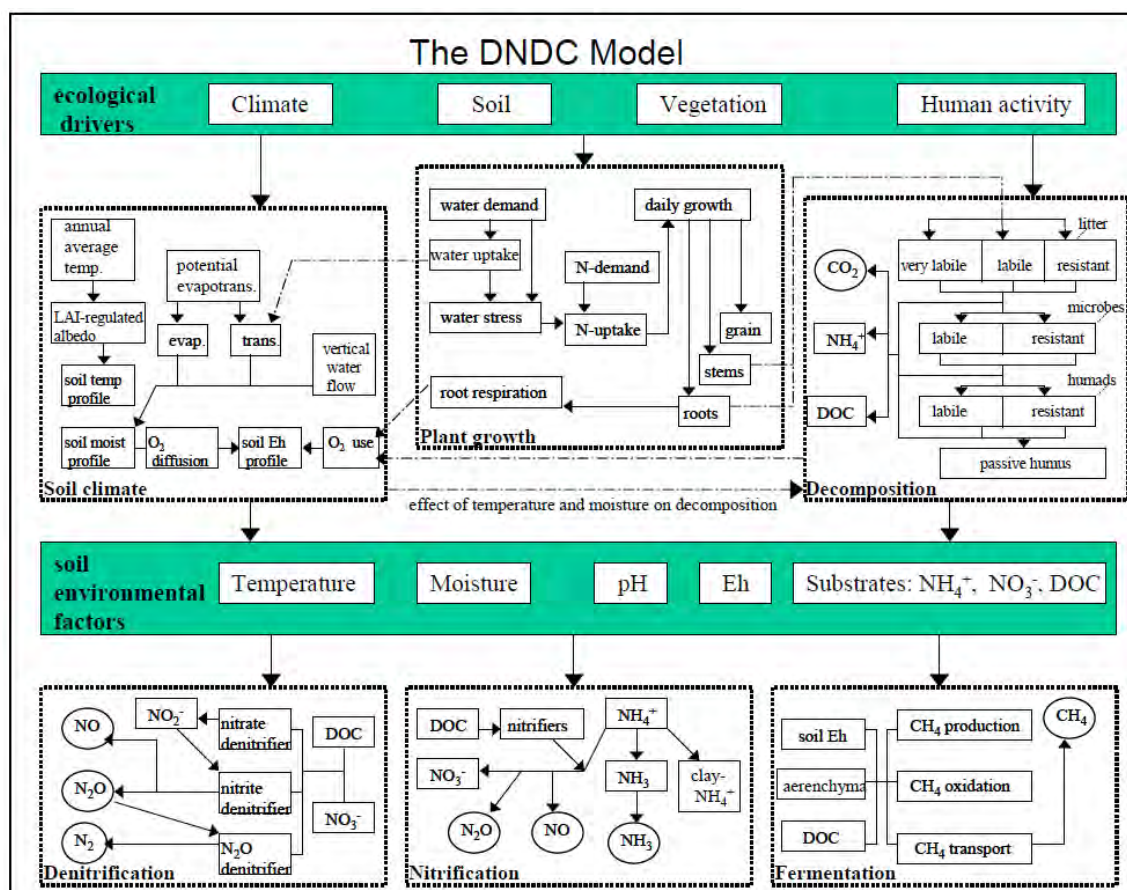 The DNDC Model
ecological
drivers
Climate
Soil
Vegetation
Human activity
annual
average
temp.
potential
evapotrans.
LAI-regulated
albedo
evap.
trans.
vertical
water
flow
soil temp
profile
soil moist
profile
O₂
diffusion
soil Eh
profile
O₂ use
Soil climate
water demand
daily growth
water uptake
N-demand
water stress
N-uptake
grain
stems
root respiration
roots
Plant growth
litter
CO₂
very labile
labile
resistant
microbes
NH₄⁺
labile
resistant
humads
DOC
labile
resistant
passive humus
Decomposition
effect of temperature and moisture on decomposition
soil
environmental
factors
Temperature
Moisture
pH
Eh
Substrates: NH₄⁺, NO₃⁻, DOC
NO
NO₂⁻
nitrate
denitrifier
DOC
N₂O
nitrite
denitrifier
N₂
N₂O
denitrifier
NO₃⁻
Denitrification
DOC
nitrifiers
NH₄⁺
NO₃⁻
NH₃
clay-
NH₄⁺
N₂O
NO
NH₃
Nitrification
soil Eh
CH₄ production
CH₄
aerenchyma
CH₄ oxidation
DOC
CH₄ transport
Fermentation